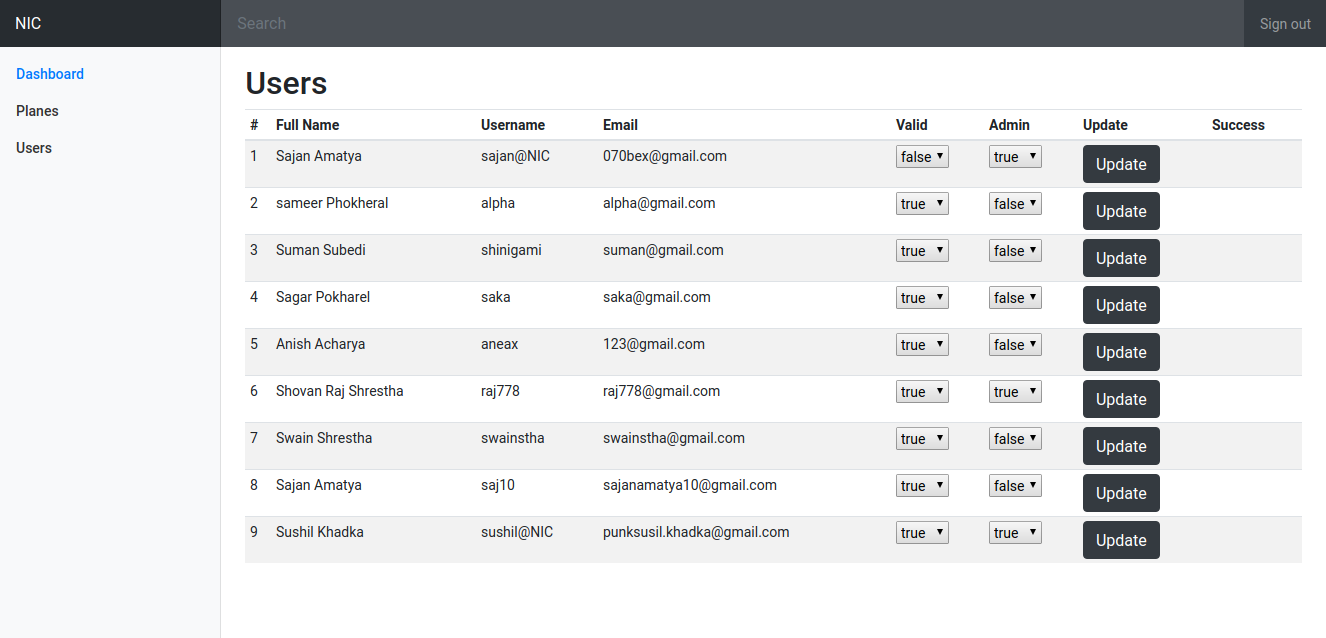 NIC Search Sign out
Dashboard
Planes
Users
Users
# Full Name Username Email Valid Admin Update Success
1 Sajan Amatya sajan@NIC 070bex@gmail.com false true Update
2 sameer Phokheral alpha alpha@gmail.com true false Update
3 Suman Subedi shinigami suman@gmail.com true false Update
4 Sagar Pokharel saka saka@gmail.com true false Update
5 Anish Acharya aneax 123@gmail.com true false Update
6 Shovan Raj Shrestha raj778 raj778@gmail.com true true Update
7 Swain Shrestha swainstha swainstha@gmail.com true false Update
8 Sajan Amatya saj10 sajanamatya10@gmail.com true false Update
9 Sushil Khadka sushil@NIC punksusil.khadka@gmail.com true true Update